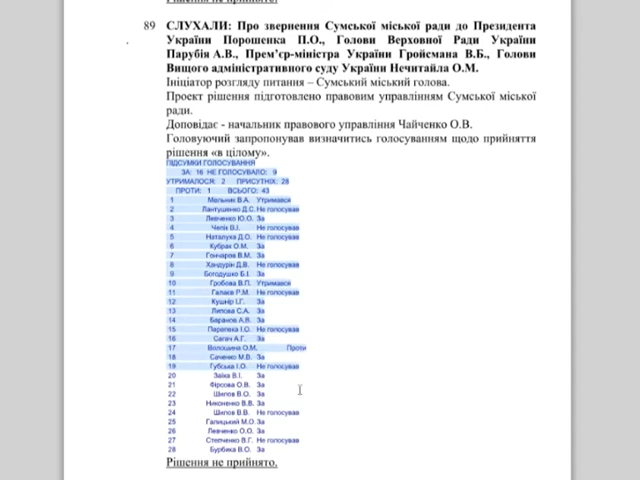 Рішення не прийнято.
89 СЛУХАЛИ: Про звернення Сумської міської ради до Президента
України Порошенка П.О., Голови Верховної Ради України
Парубія А.В., Прем’єр-міністра України Гройсмана В.Б., Голови
Вищого адміністративного суду України Нечитайла О.М.
Ініціатор розгляду питання – Сумський міський голова.
Проект рішення підготовлено правовим управлінням Сумської міської
ради.
Доповідає - начальник правового управління Чайченко О.В.
Головуючий запропонував визначитись голосуванням щодо прийняття
рішення «в цілому».
ПІДСУМКИ ГОЛОСУВАННЯ
ЗА: 16 НЕ ГОЛОСУВАЛО: 9
УТРИМАЛОСЯ: 2 ПРИСУТНІХ: 28
ПРОТИ: 1 ВСЬОГО: 43
1 Мельник В.А. Утримався
2 Лантушенко Д.С. Не голосував
3 Левченко Ю.О. За
4 Чепік В.І. Не голосував
5 Наталуха Д.О. Не голосував
6 Кубрак О.М. За
7 Гончаров В.М. За
8 Хандурін Д.В. Не голосував
9 Богодушко Б.І. За
10 Гробова В.П. Утримався
11 Галаєв Р.М. Не голосував
12 Кушнір І.Г. За
13 Липова С.А. За
14 Баранов А.В. За
15 Перепека І.О. Не голосував
16 Сагач А.Г. За
17 Волошина О.М. Проти
18 Саченко М.В. За
19 Губська І.О. Не голосував
20 Заїка В.І. За
21 Фірсова О.В. За
22 Шилов В.О. За
23 Никоненко В.В. За
24 Шилов В.В. Не голосував
25 Галицький М.О. За
26 Левченко О.О. За
27 Степченко В.Г. Не голосував
28 Бурбика В.О. За
Рішення не прийнято.